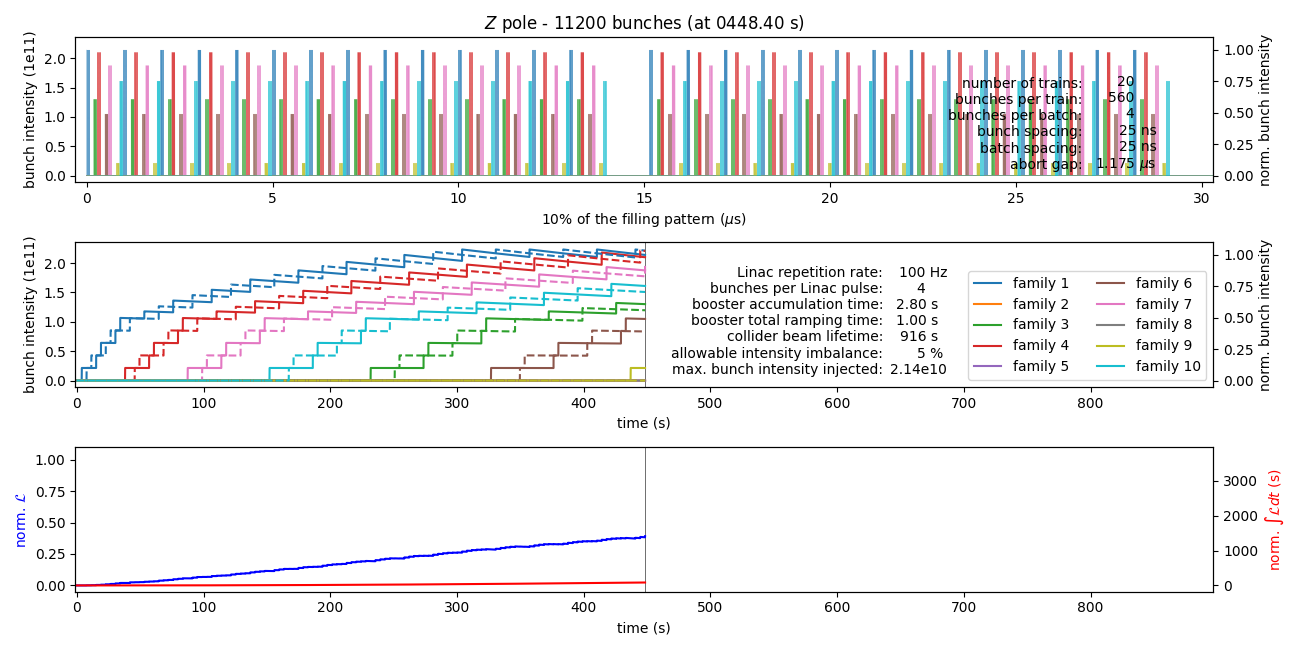 Z pole - 11200 bunches (at 0448.40 s)
bunch intensity (1e11)
2.0
1.5
1.0
0.5
0.0
1.00
0.75
0.50
0.25
0.00
norm. bunch intensity
number of trains: 20
bunches per train: 560
bunches per batch: 4
bunch spacing: 25 ns
batch spacing: 25 ns
abort gap: 1.175 μs
0 5 10 15 20 25 30
10% of the filling pattern (μs)
bunch intensity (1e11)
2.0
1.5
1.0
0.5
0.0
1.00
0.75
0.50
0.25
0.00
norm. bunch intensity
Linac repetition rate: 100 Hz
bunches per Linac pulse: 4
booster accumulation time: 2.80 s
booster total ramping time: 1.00 s
collider beam lifetime: 916 s
allowable intensity imbalance: 5 %
max. bunch intensity injected: 2.14e10
family 1
family 2
family 3
family 4
family 5
family 6
family 7
family 8
family 9
family 10
0 100 200 300 400 500 600 700 800
time (s)
norm. ℒ
1.00
0.75
0.50
0.25
0.00
3000
2000
1000
0
norm. ∫ℒdt (s)
0 100 200 300 400 500 600 700 800
time (s)